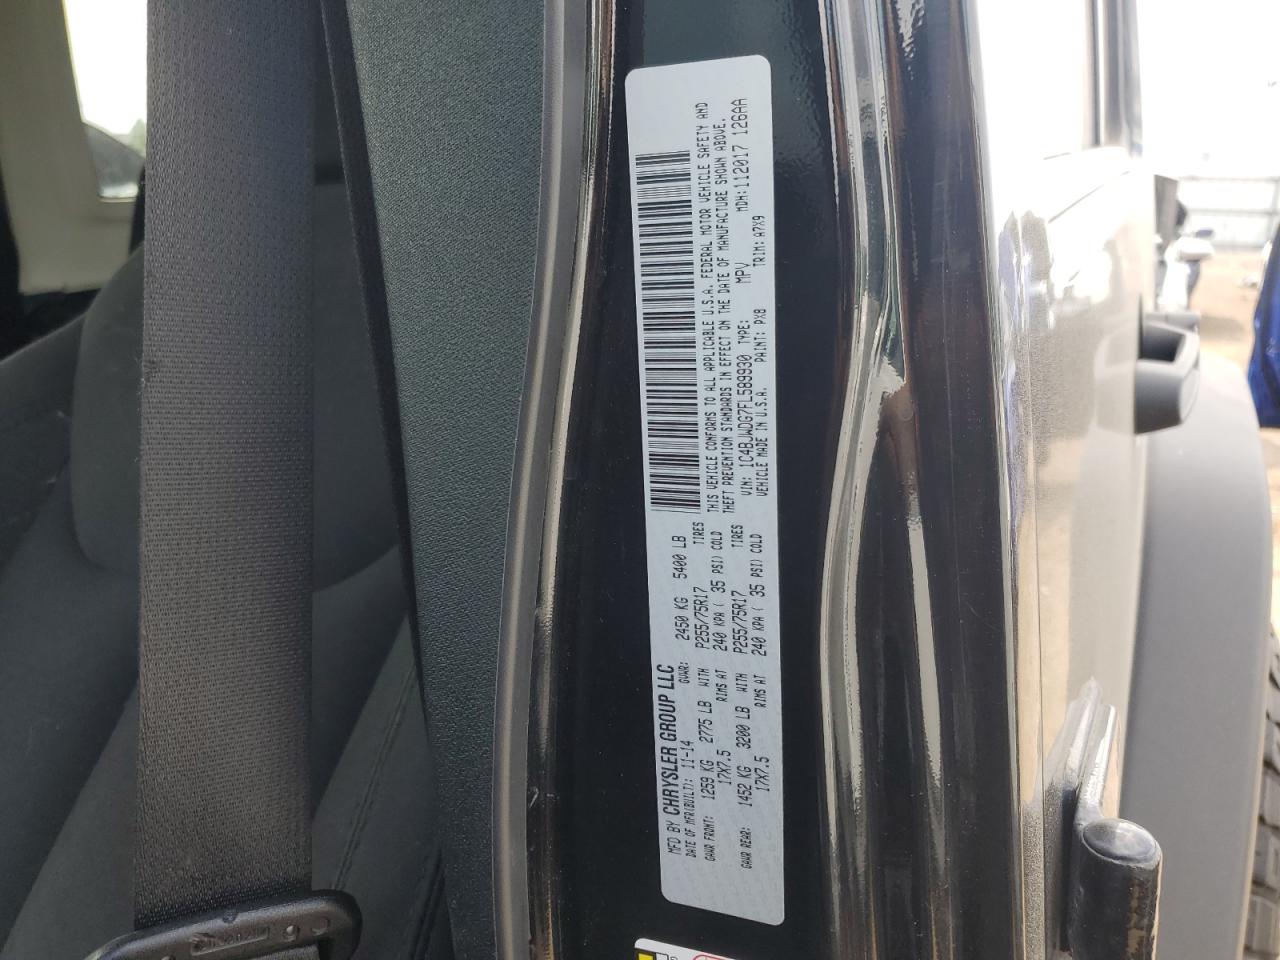 MFD BY CHRYSLER GROUP LLC
DATE OF MFR(BUILT): 11-14 GVWR: 2450 KG 5400 LB
GAWR FRONT: 1259 KG 2775 LB WITH P255/75R17 TIRES
17X7.5 RIMS AT 240 KPA ( 35 PSI) COLD
GAWR REAR: 1452 KG 3200 LB WITH P255/75R17 TIRES
17X7.5 RIMS AT 240 KPA ( 35 PSI) COLD
THIS VEHICLE CONFORMS TO ALL APPLICABLE U.S.A. FEDERAL MOTOR VEHICLE SAFETY AND
THEFT PREVENTION STANDARDS IN EFFECT ON THE DATE OF MANUFACTURE SHOWN ABOVE.
VIN: 1C4BJWDG7FL589930 TYPE: MPV MDH:112017 126AA
VEHICLE MADE IN U.S.A. PAINT: PX8 TRIM: A7X9